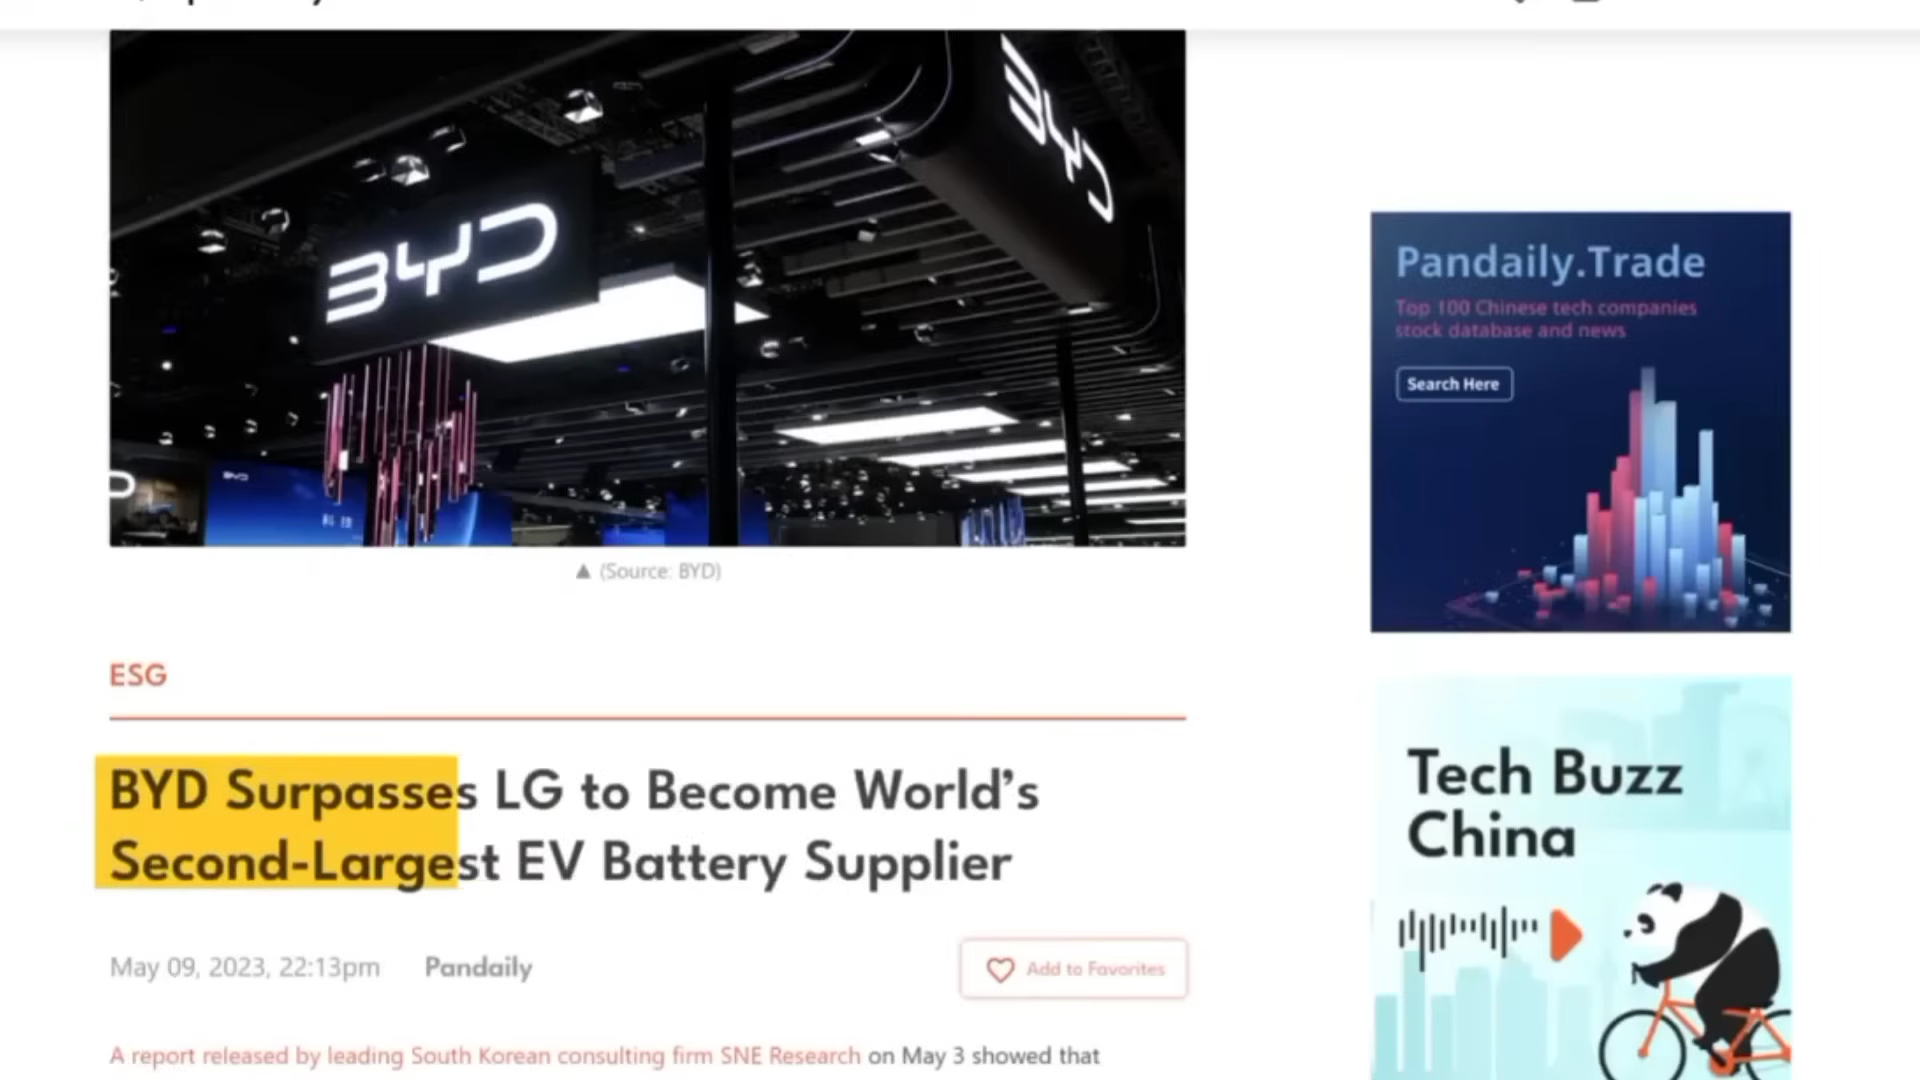 BYD
BYD
BYD
Pandaily.Trade
Top 100 Chinese tech companies
stock database and news
Search Here
▲ (Source: BYD)
ESG
BYD Surpasses LG to Become World’s
Second-Largest EV Battery Supplier
May 09, 2023, 22:13pm Pandaily
Add to Favorites
A report released by leading South Korean consulting firm SNE Research on May 3 showed that
Tech Buzz
China